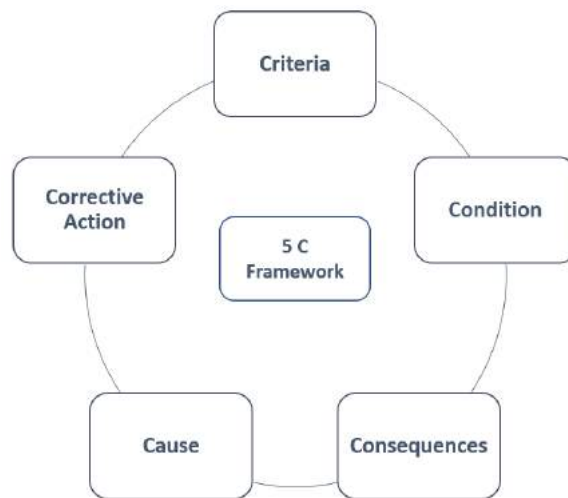 Criteria
Corrective
Action
Condition
5 C
Framework
Cause
Consequences